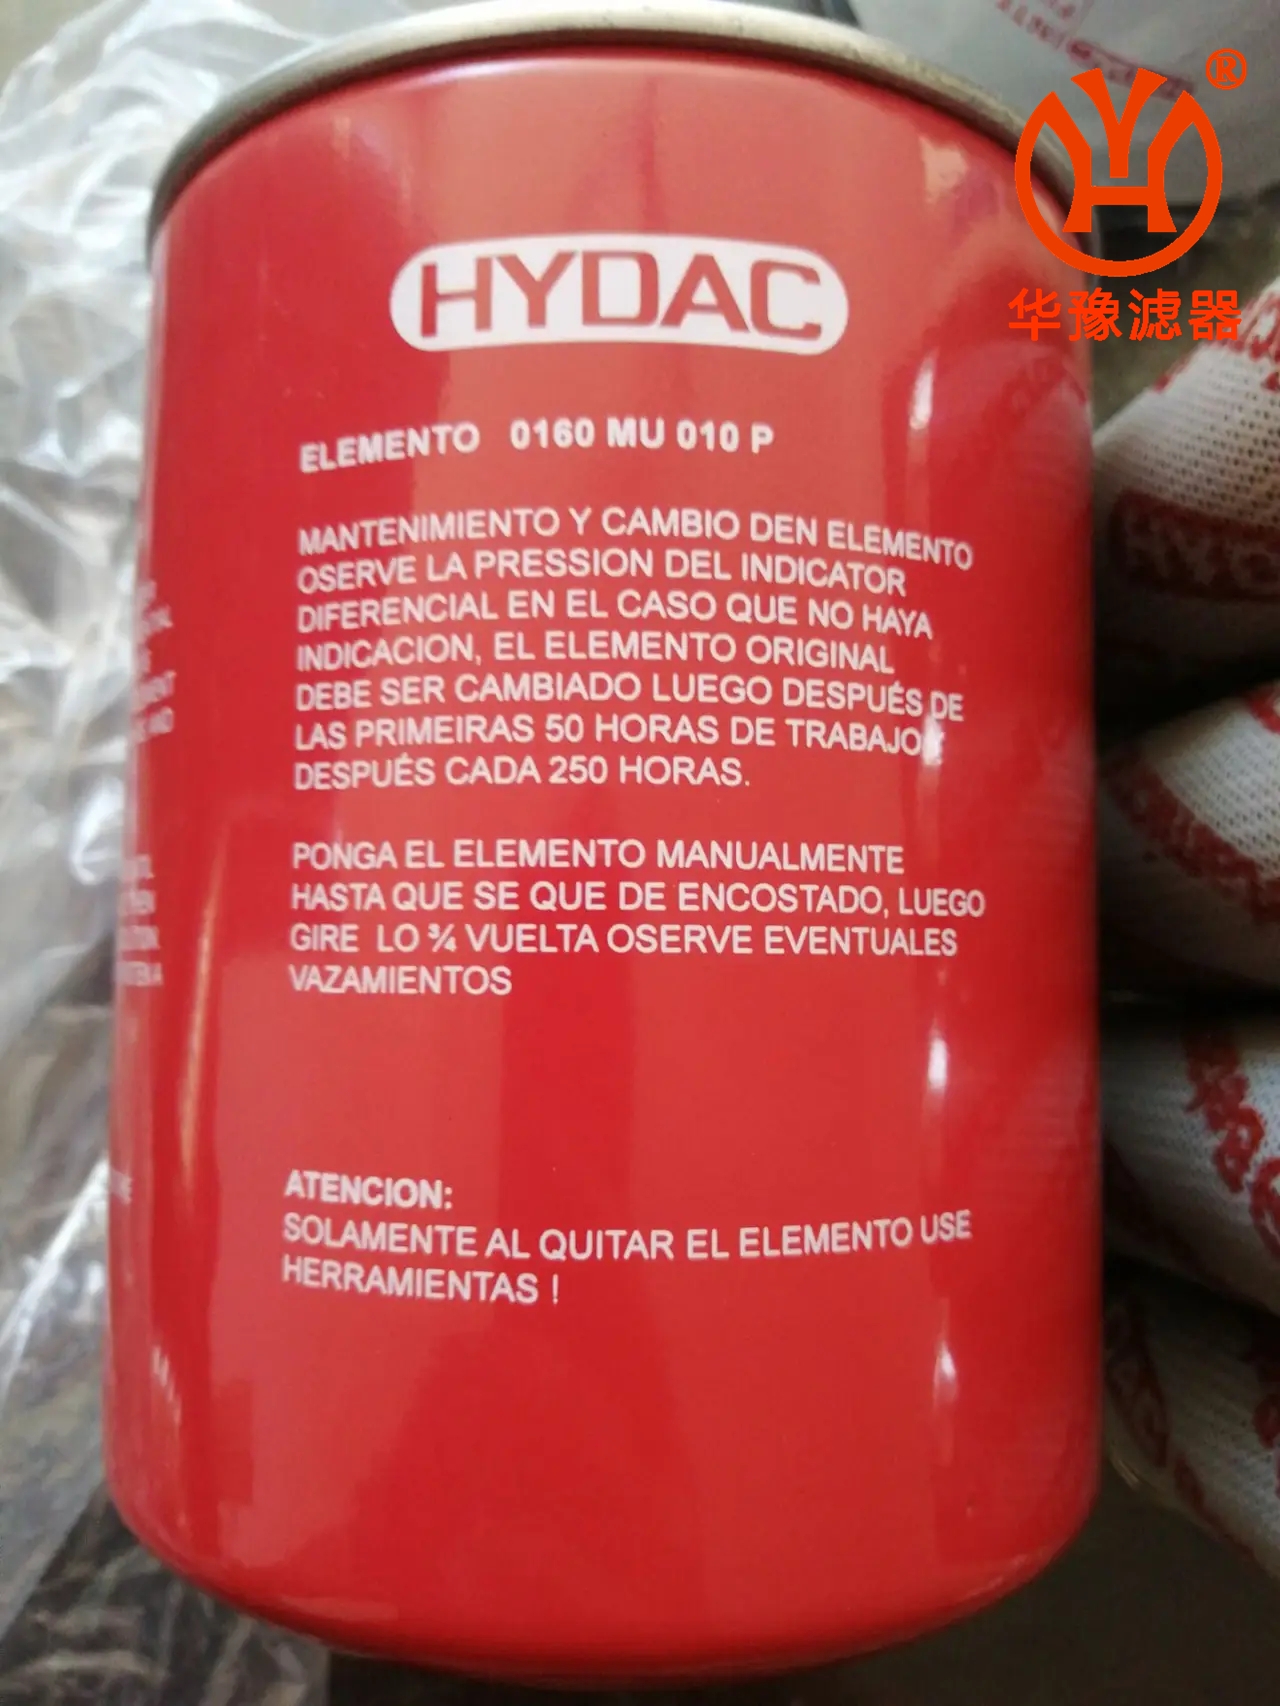 ®
华豫滤器
HYDAC
ELEMENTO 0160 MU 010 P
MANTENIMIENTO Y CAMBIO DEN ELEMENTO
OSERVE LA PRESSION DEL INDICATOR
DIFERENCIAL EN EL CASO QUE NO HAYA
INDICACION, EL ELEMENTO ORIGINAL
DEBE SER CAMBIADO LUEGO DESPUÉS DE
LAS PRIMEIRAS 50 HORAS DE TRABAJO Y
DESPUÉS CADA 250 HORAS.
PONGA EL ELEMENTO MANUALMENTE
HASTA QUE SE QUE DE ENCOSTADO, LUEGO
GIRE LO ¾ VUELTA OSERVE EVENTUALES
VAZAMIENTOS
ATENCION:
SOLAMENTE AL QUITAR EL ELEMENTO USE
HERRAMIENTAS !